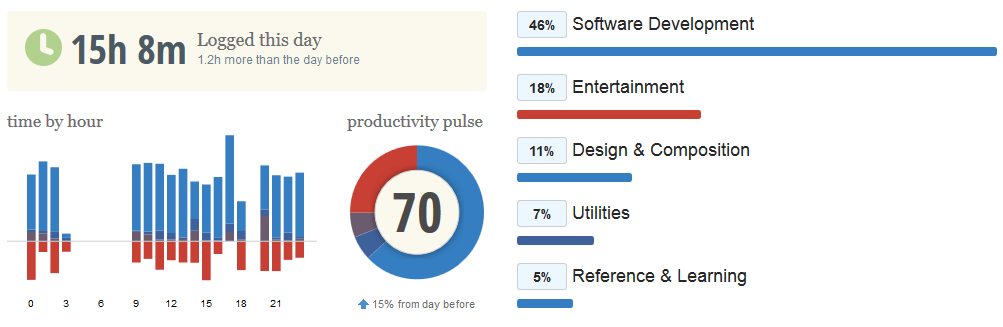 15h 8m
Logged this day
1.2h more than the day before
time by hour
0 3 6 9 12 15 18 21
productivity pulse
70
15% from day before
46% Software Development
18% Entertainment
11% Design & Composition
7% Utilities
5% Reference & Learning